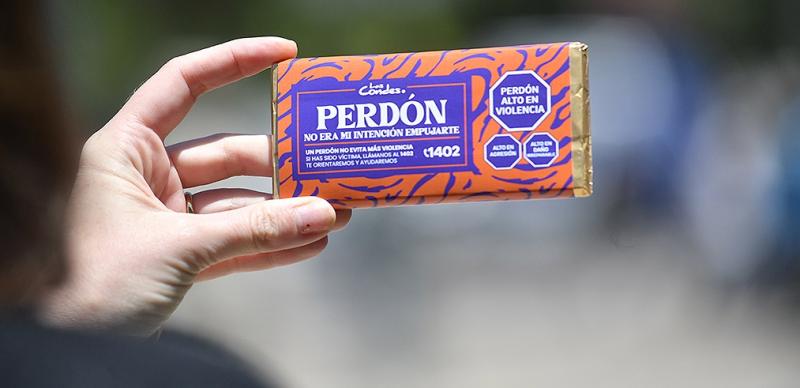 Las Condes.
PERDÓN
NO ERA MI INTENCIÓN EMPUJARTE
UN PERDÓN NO EVITA MÁS VIOLENCIA
SI HAS SIDO VÍCTIMA, LLÁMANOS AL 1402
TE ORIENTAREMOS Y AYUDAREMOS
1402
PERDÓN
ALTO EN
VIOLENCIA
ALTO EN
AGRESIÓN
ALTO EN
DAÑO
IRREPARABLE